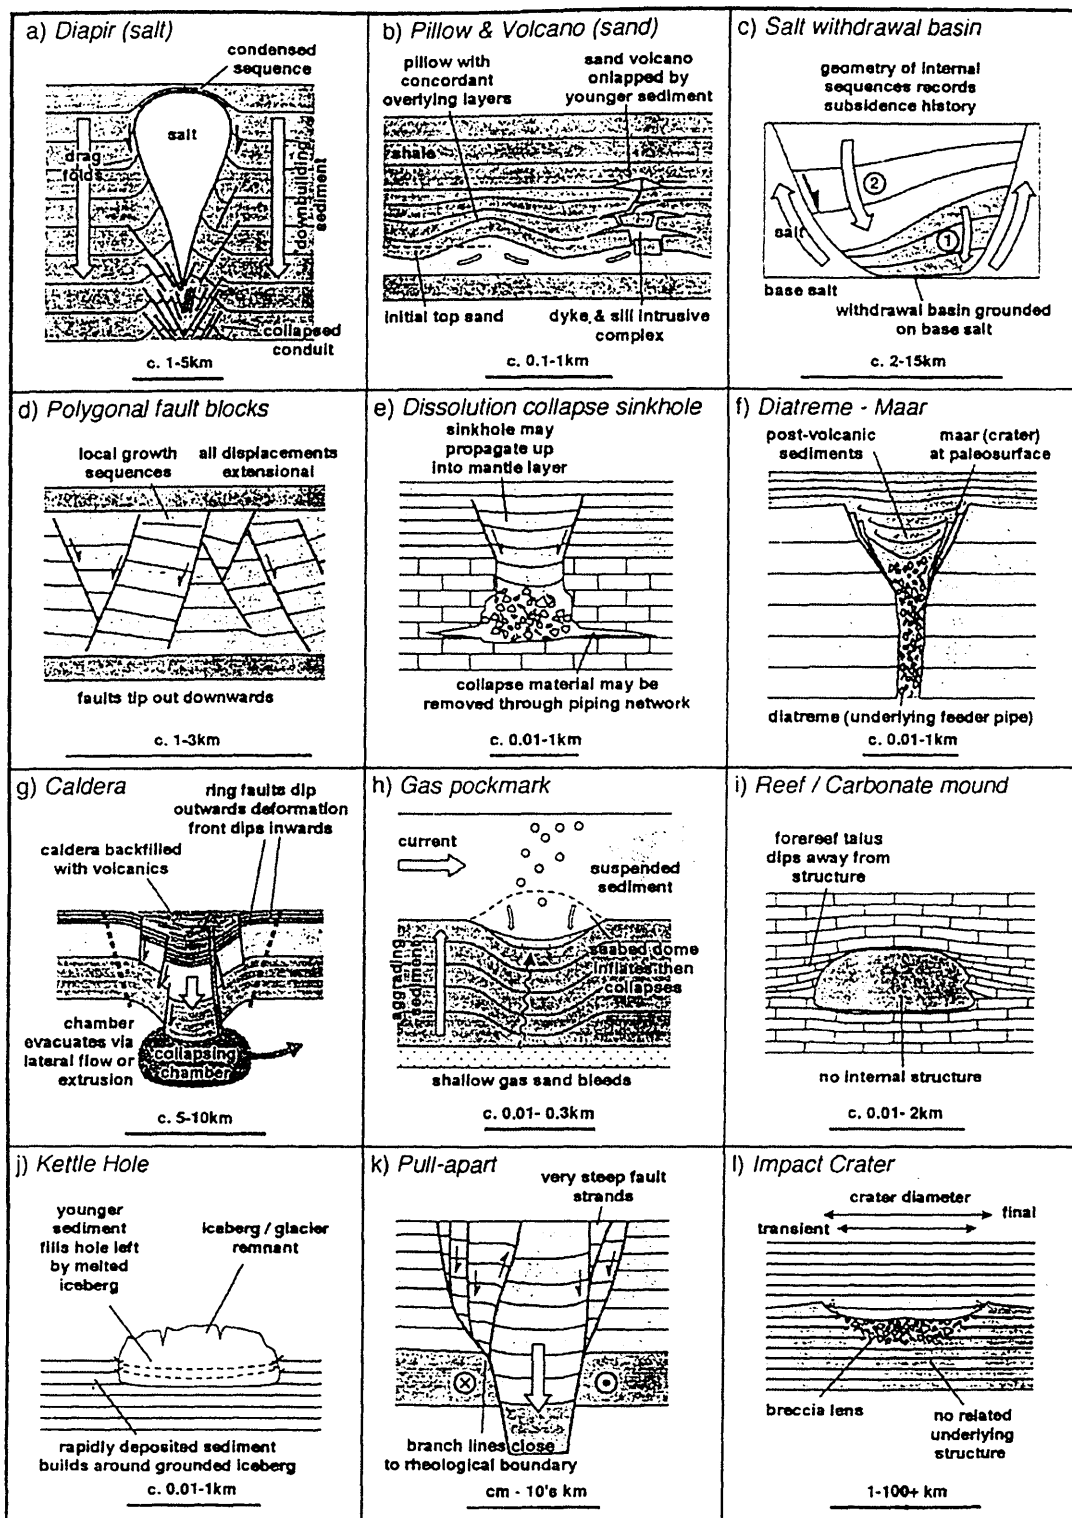 a) Diapir (salt)
condensed
sequence
salt
drag
folds
downbuilding
sediment
collapsed
conduit
c. 1-5km
b) Pillow & Volcano (sand)
pillow with
concordant
overlying layers
sand volcano
onlapped by
younger sediment
shale
initial top sand
dyke, & sill intrusive
complex
c. 0.1-1km
c) Salt withdrawal basin
geometry of internal
sequences records
subsidence history
2
salt
1
base salt
withdrawal basin grounded
on base salt
c. 2-15km
d) Polygonal fault blocks
local growth
sequences
all displacements
extensional
faults tip out downwards
c. 1-3km
e) Dissolution collapse sinkhole
sinkhole may
propagate up
into mantle layer
collapse material may be
removed through piping network
c. 0.01-1km
f) Diatreme - Maar
post-volcanic
sediments
maar (crater)
at paleosurface
diatreme (underlying feeder pipe)
c. 0.01-1km
g) Caldera
ring faults dip
outwards deformation
front dips inwards
caldera backfilled
with volcanics
chamber
evacuates via
lateral flow or
extrusion
collapsing
chamber
c. 5-10km
h) Gas pockmark
current
suspended
sediment
aggrading
sediment
seabed dome
inflates then
collapses
shallow gas sand bleeds
c. 0.01- 0.3km
i) Reef / Carbonate mound
forereef talus
dips away from
structure
no internal structure
c. 0.01- 2km
j) Kettle Hole
younger
sediment
fills hole left
by melted
iceberg
iceberg / glacier
remnant
rapidly deposited sediment
builds around grounded iceberg
c. 0.01-1km
k) Pull-apart
very steep fault
strands
branch lines close
to rheological boundary
cm - 10's km
l) Impact Crater
crater diameter
final
transient
breccia lens
no related
underlying
structure
1-100+ km